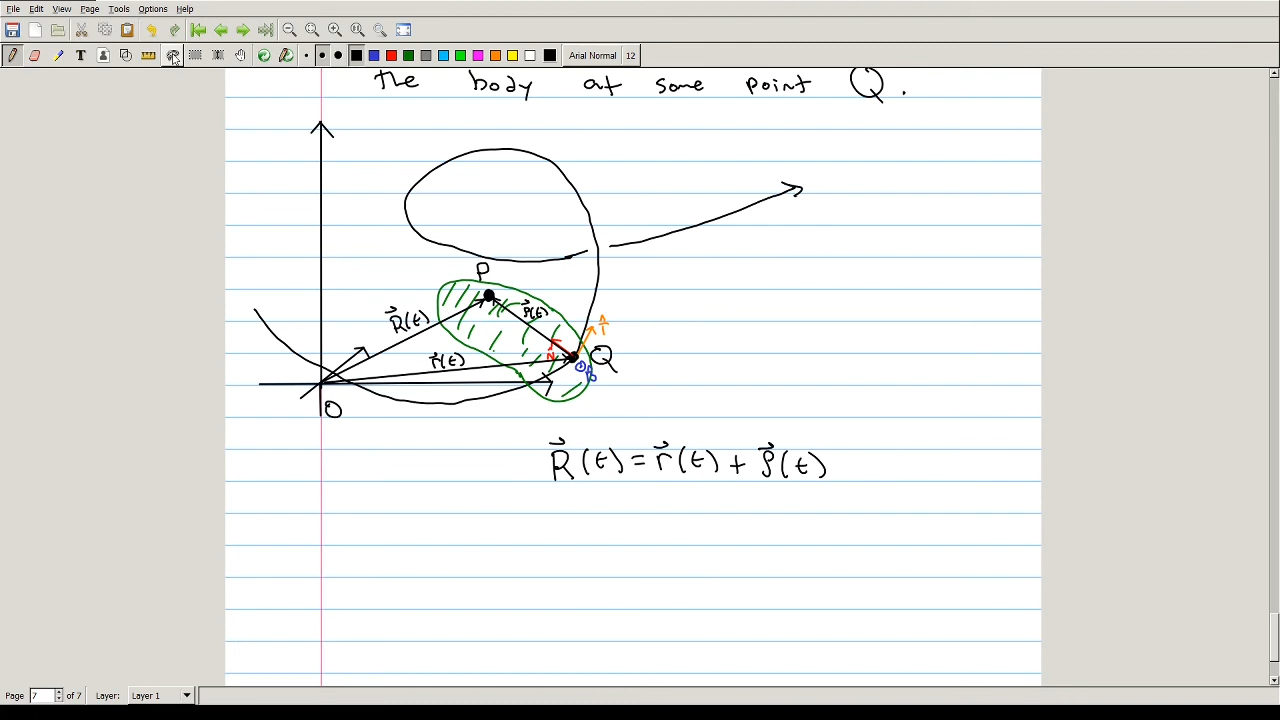 File Edit View Page Tools Options Help
Arial Normal 12
the body at some point Q.
P
R⃗(t)
ρ⃗(t)
T̂
r⃗(t)
N̂
Q
B̂
O
R⃗(t) = r⃗(t) + ρ⃗(t)
Page 7 of 7 Layer: Layer 1